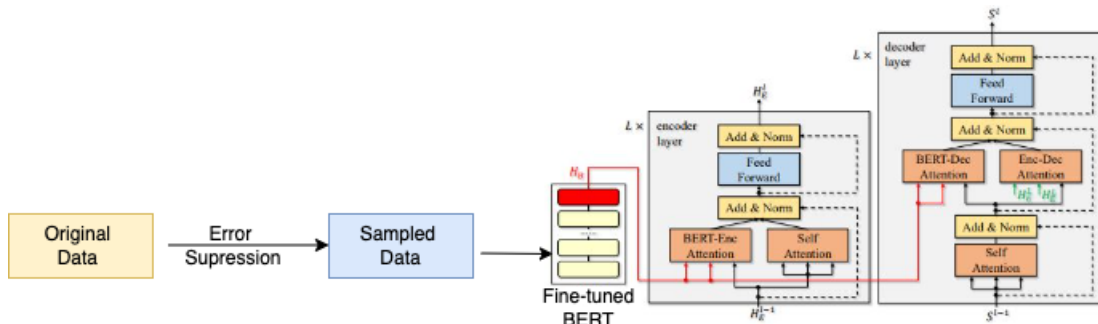 Original
Data
Error
Supression
Sampled
Data
H_B
......
Fine-tuned
BERT
H_E^l
L ×
encoder
layer
Add & Norm
Feed
Forward
Add & Norm
BERT-Enc
Attention
Self
Attention
H_E^{l-1}
S^l
L ×
decoder
layer
Add & Norm
Feed
Forward
Add & Norm
BERT-Dec
Attention
Enc-Dec
Attention
H_E^L
H_E^L
Add & Norm
Self
Attention
S^{l-1}